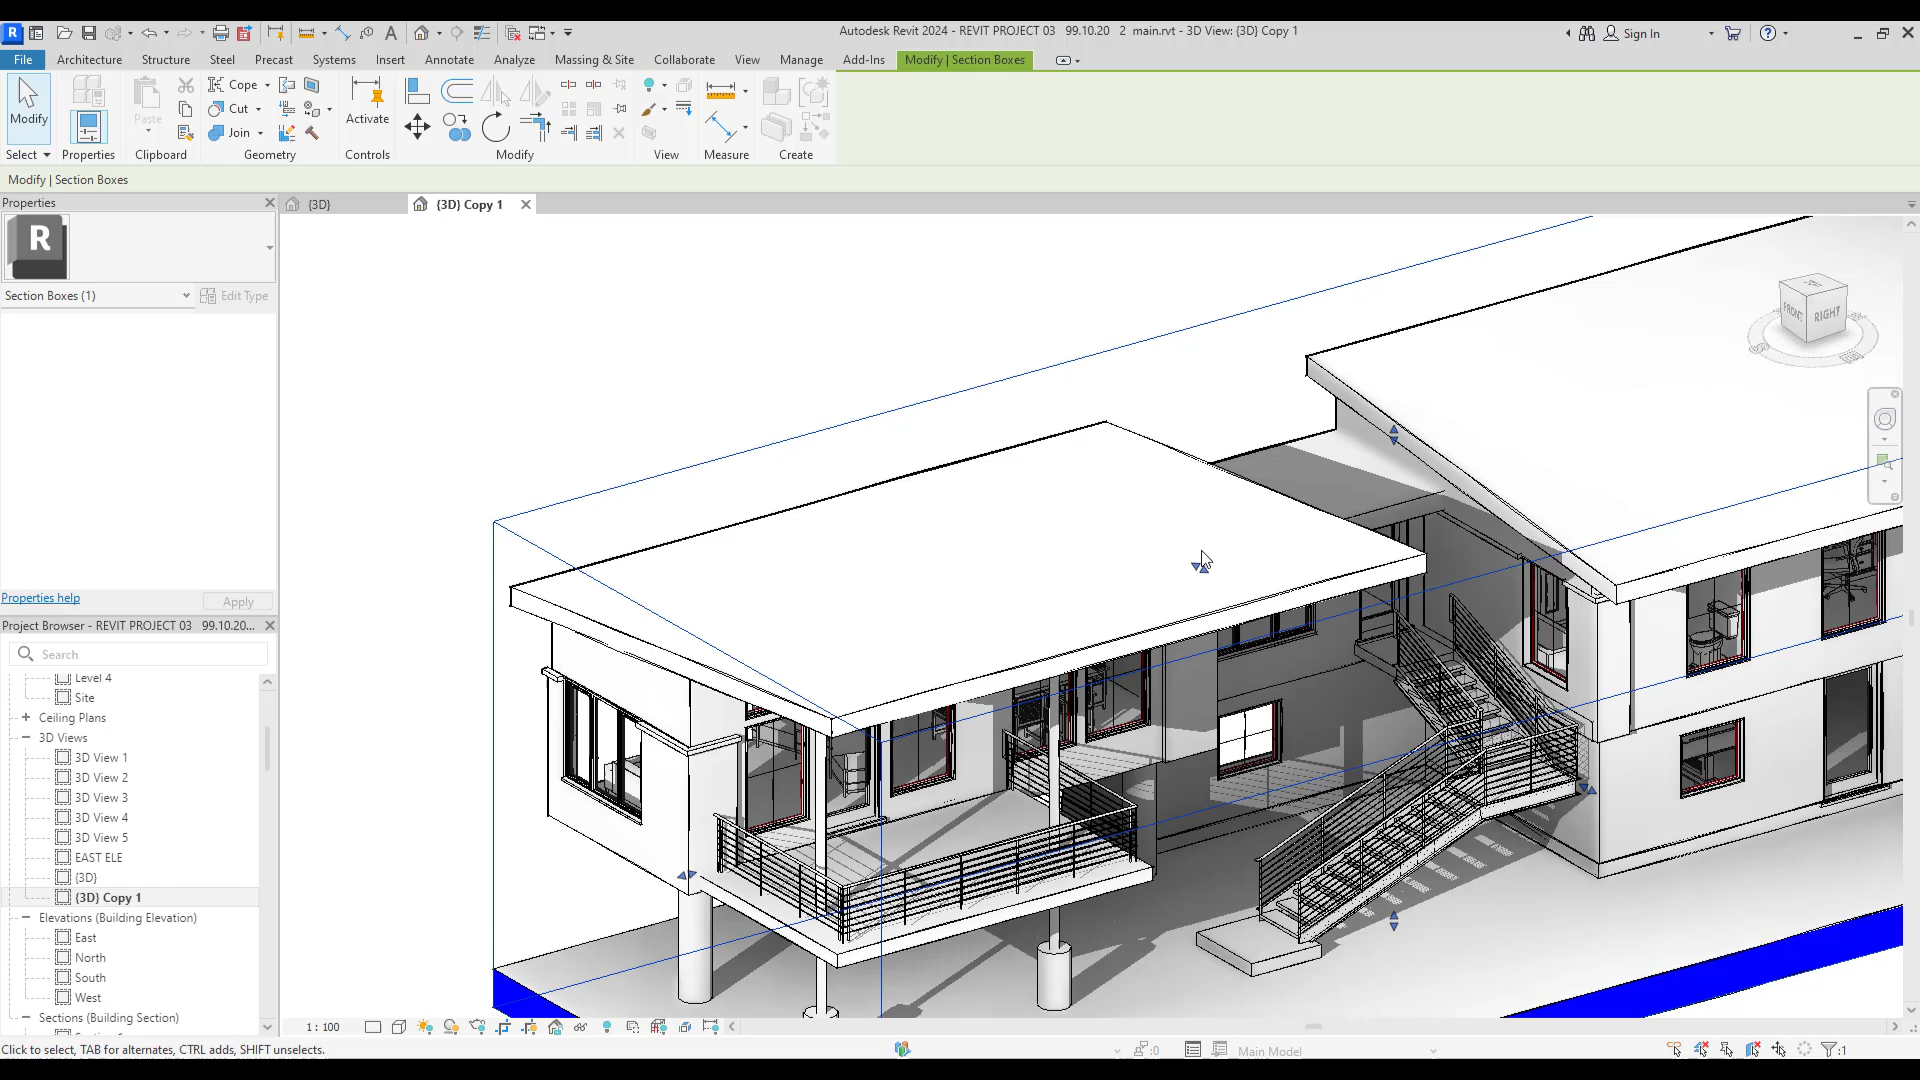 R
Autodesk Revit 2024 - REVIT PROJECT 03 99.10.20 2 main.rvt - 3D View: {3D} Copy 1
Sign In
File
Architecture
Structure
Steel
Precast
Systems
Insert
Annotate
Analyze
Massing & Site
Collaborate
View
Manage
Add-Ins
Modify | Section Boxes
Modify
Paste
Cope
Cut
Join
Activate
Select
Properties
Clipboard
Geometry
Controls
Modify
View
Measure
Create
Modify | Section Boxes
Properties
{3D}
{3D} Copy 1
R
Section Boxes (1)
Edit Type
FRONT
RIGHT
Properties help
Apply
Project Browser - REVIT PROJECT 03 99.10.20...
Search
Level 4
Site
Ceiling Plans
3D Views
3D View 1
3D View 2
3D View 3
3D View 4
3D View 5
EAST ELE
{3D}
{3D} Copy 1
Elevations (Building Elevation)
East
North
South
West
Sections (Building Section)
1 : 100
Click to select, TAB for alternates, CTRL adds, SHIFT unselects.
:0
Main Model
:1